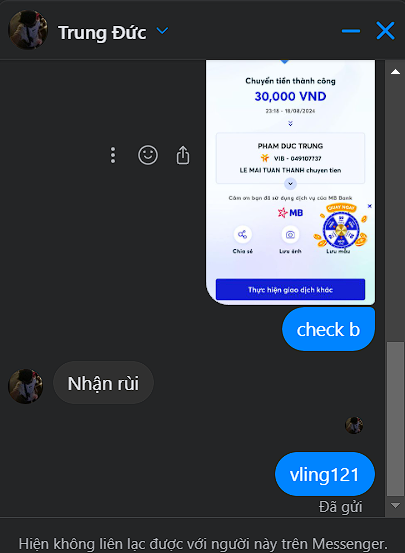 Trung Đức
Chuyển tiền thành công
30,000 VND
23:18 - 18/08/2024
PHAM DUC TRUNG
VIB - 049107737
LE MAI TUAN THANH chuyen tien
Cảm ơn bạn đã sử dụng dịch vụ của MB Bank
MB
QUAY NGAY
Chia sẻ
Lưu ảnh
Lưu mẫu
Thực hiện giao dịch khác
check b
Nhận rùi
vling121
Đã gửi
Hiện không liên lạc được với người này trên Messenger.